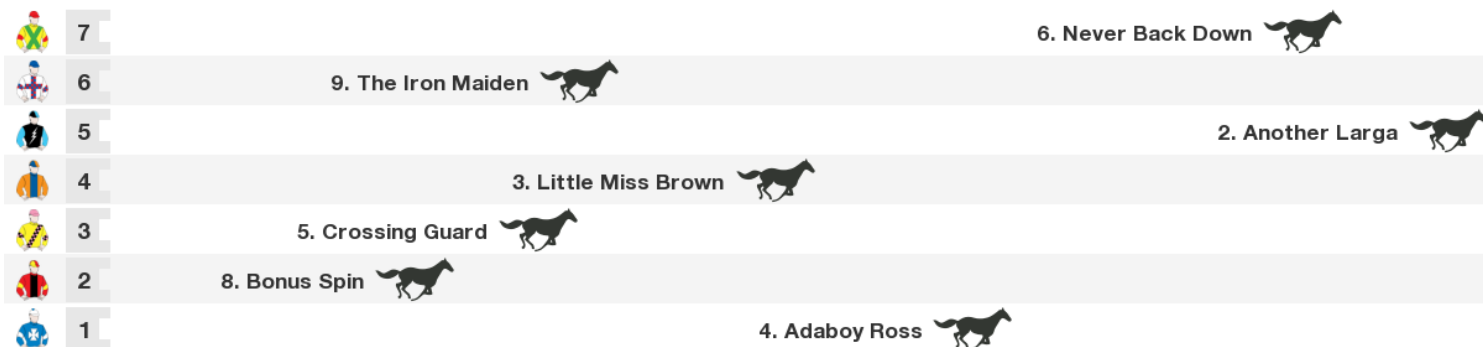 7 6. Never Back Down
6 9. The Iron Maiden
5 2. Another Larga
4 3. Little Miss Brown
3 5. Crossing Guard
2 8. Bonus Spin
1 4. Adaboy Ross